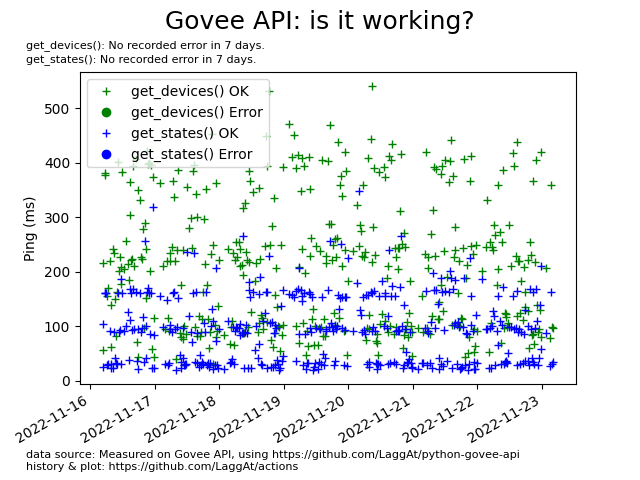 Govee API: is it working?
get_devices(): No recorded error in 7 days.
get_states(): No recorded error in 7 days.
get_devices() OK
get_devices() Error
get_states() OK
get_states() Error
Ping (ms)
500
400
300
200
100
0
2022-11-16
2022-11-17
2022-11-18
2022-11-19
2022-11-20
2022-11-21
2022-11-22
2022-11-23
data source: Measured on Govee API, using https://github.com/LaggAt/python-govee-api
history & plot: https://github.com/LaggAt/actions